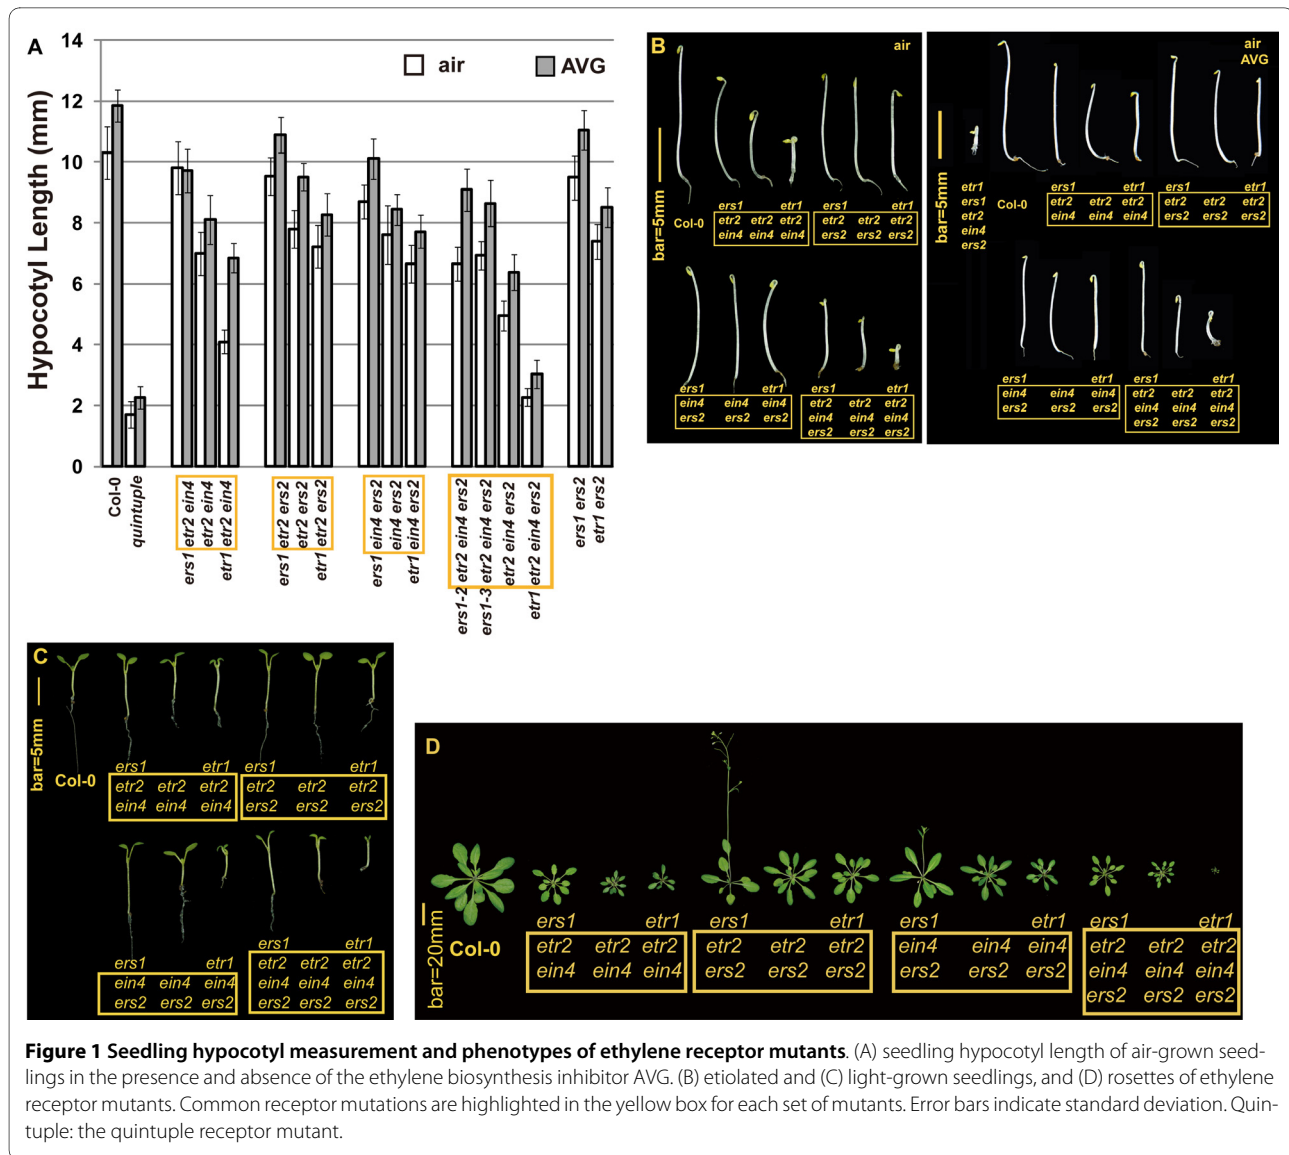 A
14
12
10
8
6
4
2
0
Hypocotyl Length (mm)
air
AVG
Col-0
quintuple
ers1 etr2 ein4
etr2 ein4
etr1 etr2 ein4
ers1 etr2 ers2
etr2 ers2
etr1 etr2 ers2
ers1 ein4 ers2
ein4 ers2
etr1 ein4 ers2
ers1-2 etr2 ein4 ers2
ers1-3 etr2 ein4 ers2
etr2 ein4 ers2
etr1 etr2 ein4 ers2
ers1 ers2
etr1 ers2
B
air
bar=5mm
Col-0
ers1 etr1
etr2 etr2 etr2
ein4 ein4 ein4
ers1 etr1
etr2 etr2 etr2
ers2 ers2 ers2
ers1 etr1
ein4 ein4 ein4
ers2 ers2 ers2
ers1 etr1
etr2 etr2 etr2
ein4 ein4 ein4
ers2 ers2 ers2
air
AVG
bar=5mm
etr1
ers1
etr2
ein4
ers2
Col-0
ers1 etr1
etr2 etr2 etr2
ein4 ein4 ein4
ers1 etr1
etr2 etr2 etr2
ers2 ers2 ers2
ers1 etr1
ein4 ein4 ein4
ers2 ers2 ers2
ers1 etr1
etr2 etr2 etr2
ein4 ein4 ein4
ers2 ers2 ers2
C
bar=5mm
Col-0
ers1 etr1
etr2 etr2 etr2
ein4 ein4 ein4
ers1 etr1
etr2 etr2 etr2
ers2 ers2 ers2
ers1 etr1
ein4 ein4 ein4
ers2 ers2 ers2
ers1 etr1
etr2 etr2 etr2
ein4 ein4 ein4
ers2 ers2 ers2
D
bar=20mm
Col-0
ers1 etr1
etr2 etr2 etr2
ein4 ein4 ein4
ers1 etr1
etr2 etr2 etr2
ers2 ers2 ers2
ers1 etr1
ein4 ein4 ein4
ers2 ers2 ers2
ers1 etr1
etr2 etr2 etr2
ein4 ein4 ein4
ers2 ers2 ers2
Figure 1 Seedling hypocotyl measurement and phenotypes of ethylene receptor mutants. (A) seedling hypocotyl length of air-grown seed-
lings in the presence and absence of the ethylene biosynthesis inhibitor AVG. (B) etiolated and (C) light-grown seedlings, and (D) rosettes of ethylene
receptor mutants. Common receptor mutations are highlighted in the yellow box for each set of mutants. Error bars indicate standard deviation. Quin-
tuple: the quintuple receptor mutant.